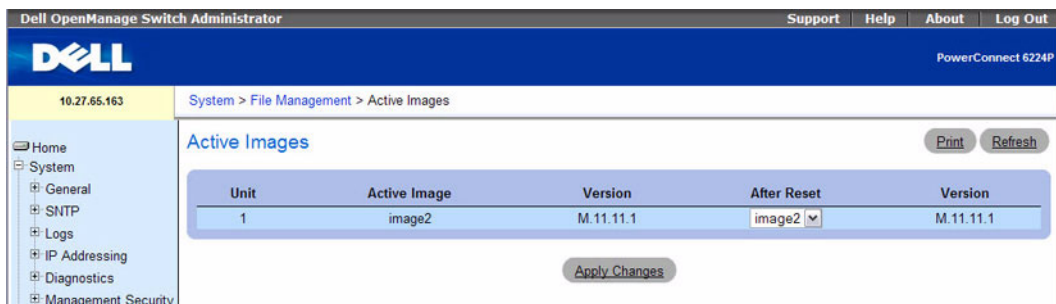 Dell OpenManage Switch Administrator Support Help About Log Out
DELL
PowerConnect 6224P
10.27.65.163 System > File Management > Active Images
Home
System
General
SNTP
Logs
IP Addressing
Diagnostics
Management Security
Active Images
Print Refresh
Unit Active Image Version After Reset Version
1 image2 M.11.11.1 image2 M.11.11.1
Apply Changes